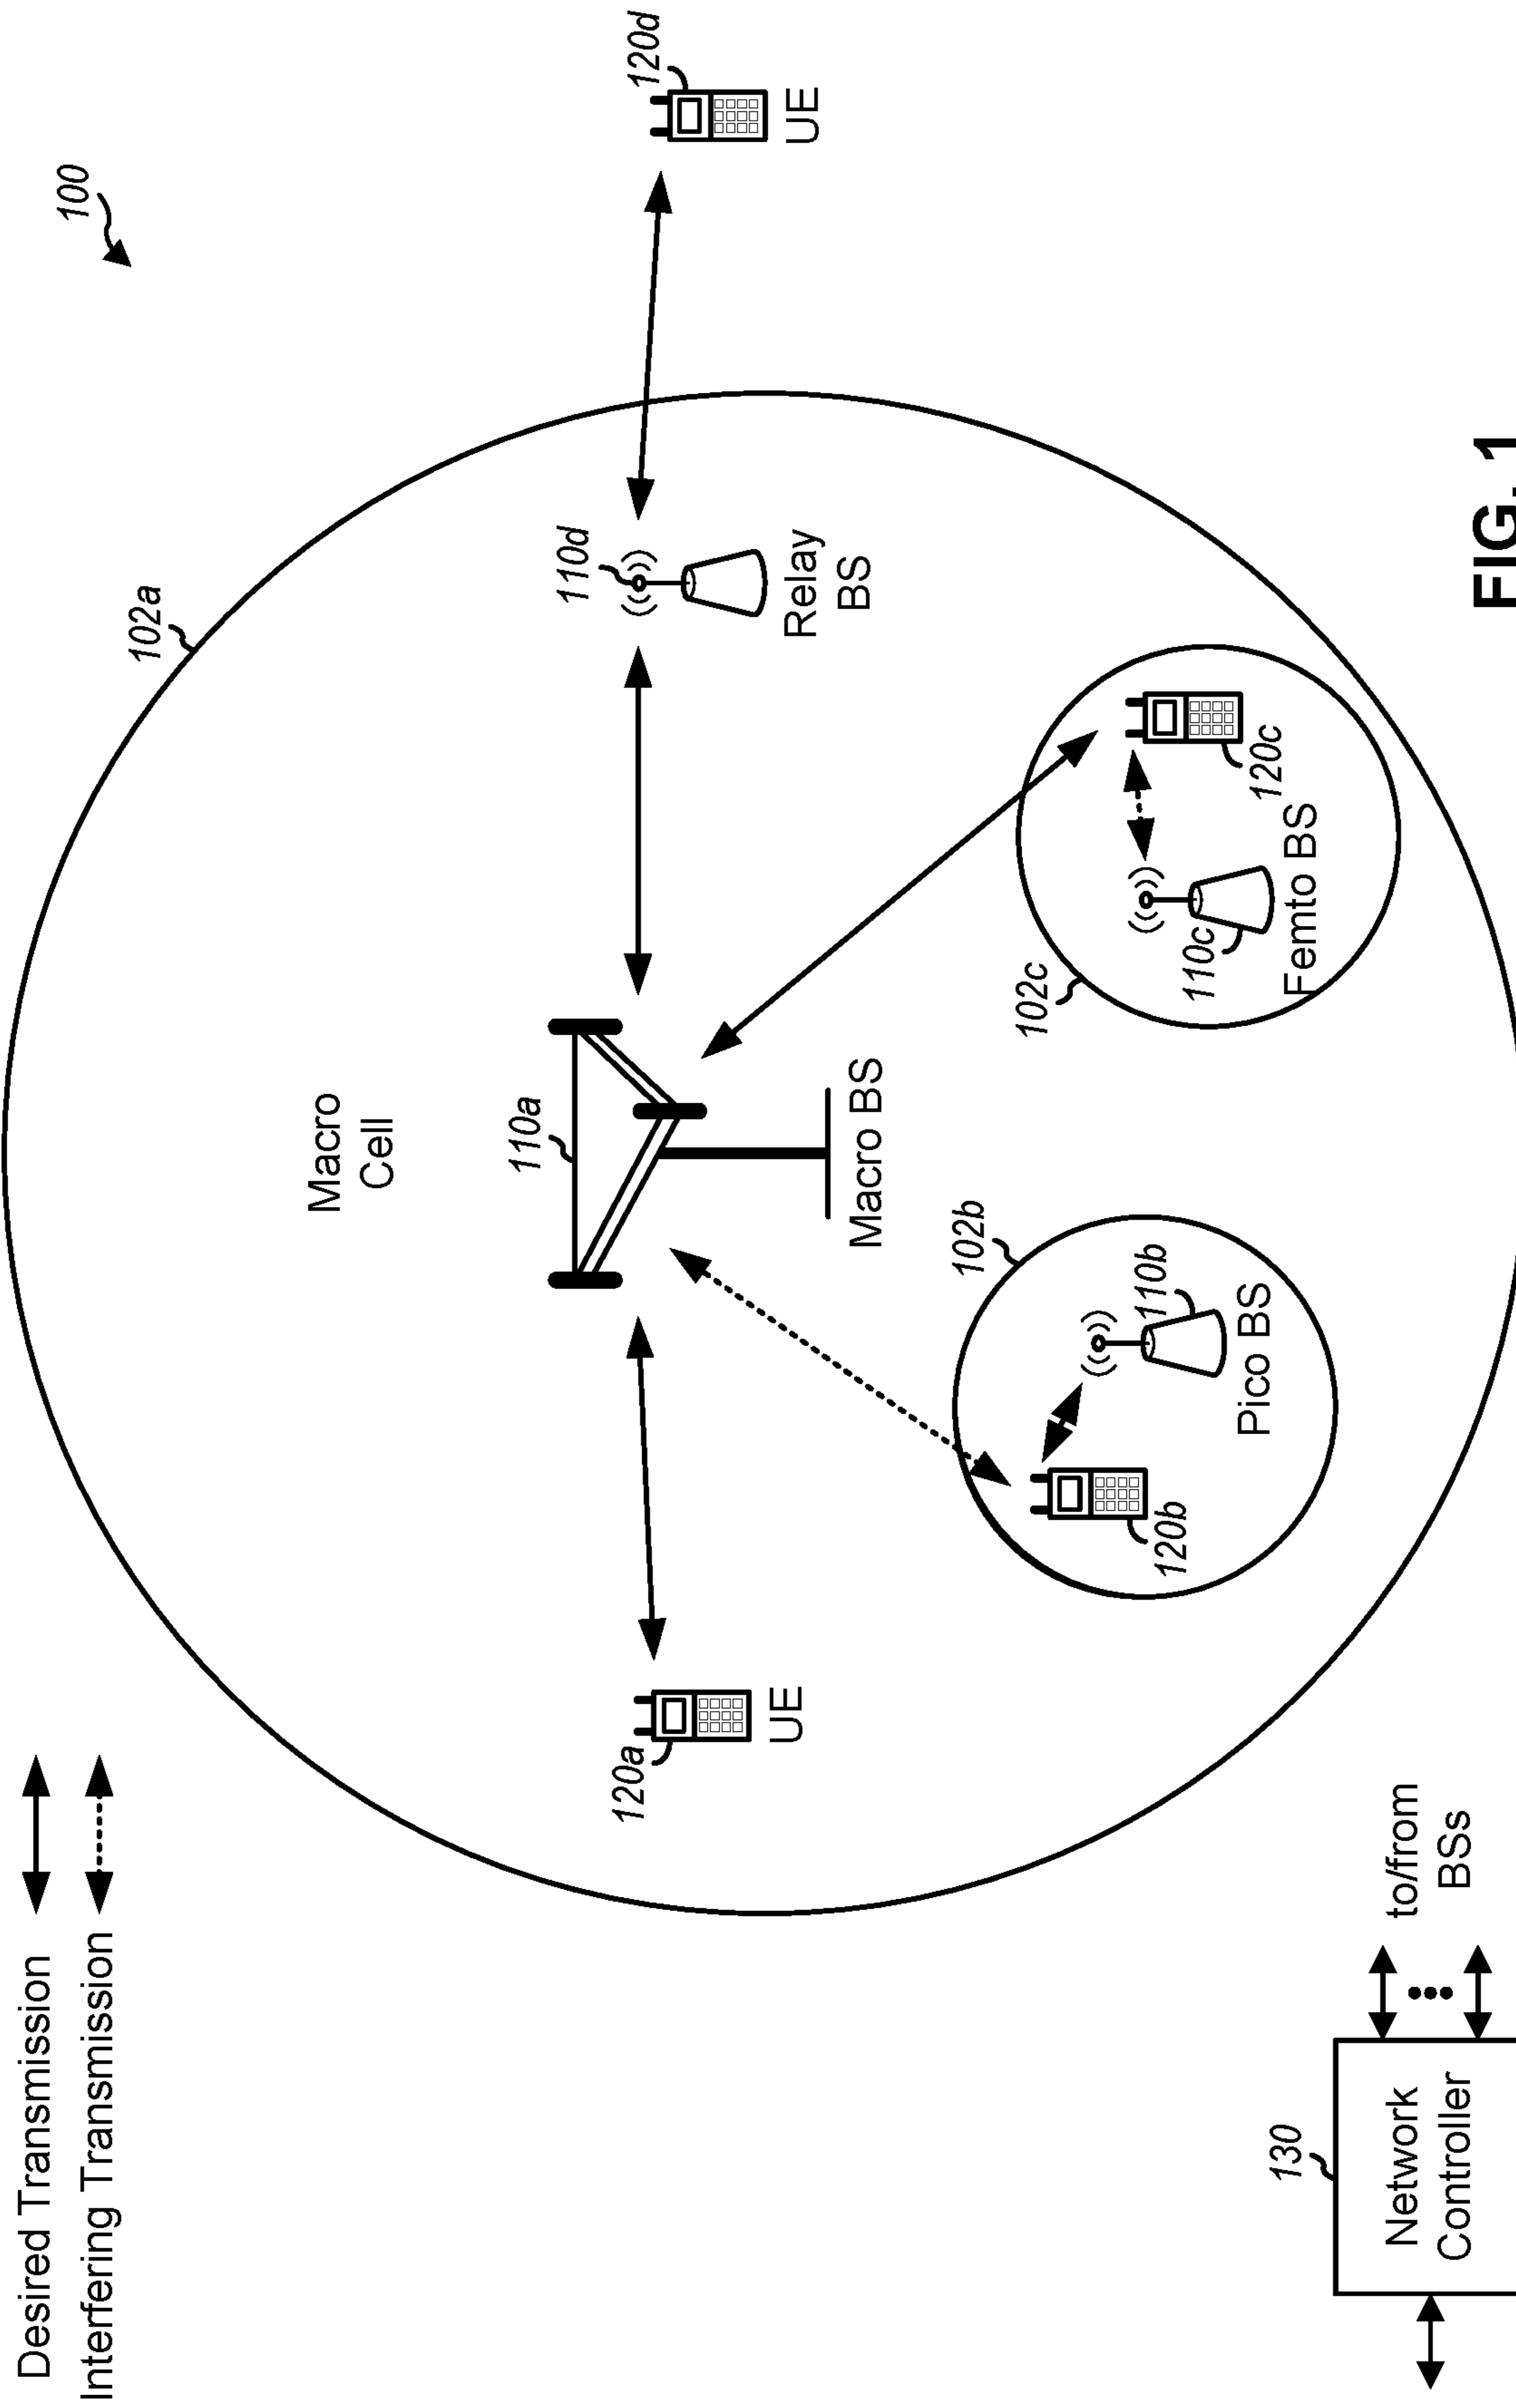 Desired Transmission
Interfering Transmission
100
102a
Macro
Cell
110a
110d
120d
120a
UE
Macro BS
Relay
BS
UE
102b
110b
Pico BS
120b
102c
110c
Femto BS
120c
130
Network
Controller
to/from
BSs
FIG. 1